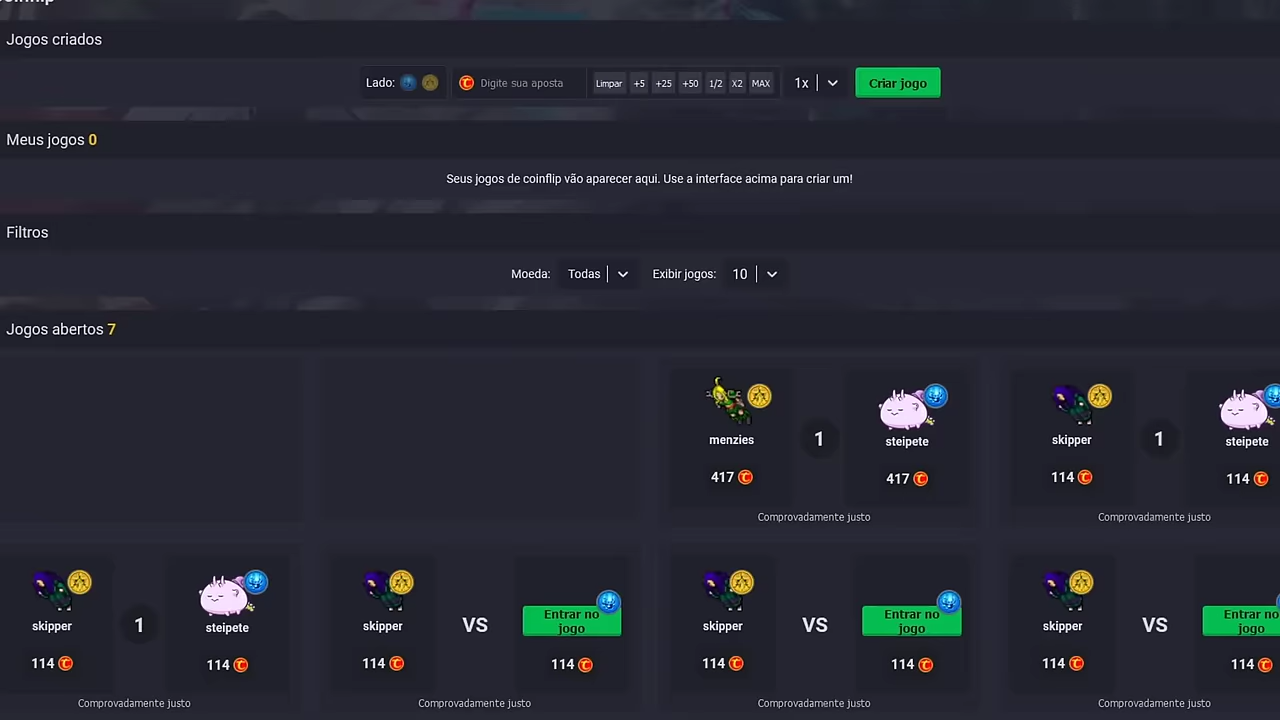 Coinflip
Jogos criados
Lado: Digite sua aposta Limpar +5 +25 +50 1/2 X2 MAX 1x Criar jogo
Meus jogos 0
Seus jogos de coinflip vão aparecer aqui. Use a interface acima para criar um!
Filtros
Moeda: Todas Exibir jogos: 10
Jogos abertos 7
menzies 1 steipete
417 417
Comprovadamente justo
skipper 1 steipete
114 114
Comprovadamente justo
skipper 1 steipete
114 114
Comprovadamente justo
skipper VS Entrar no
jogo
114 114
Comprovadamente justo
skipper VS Entrar no
jogo
114 114
Comprovadamente justo
skipper VS Entrar no
jogo
114 114
Comprovadamente justo